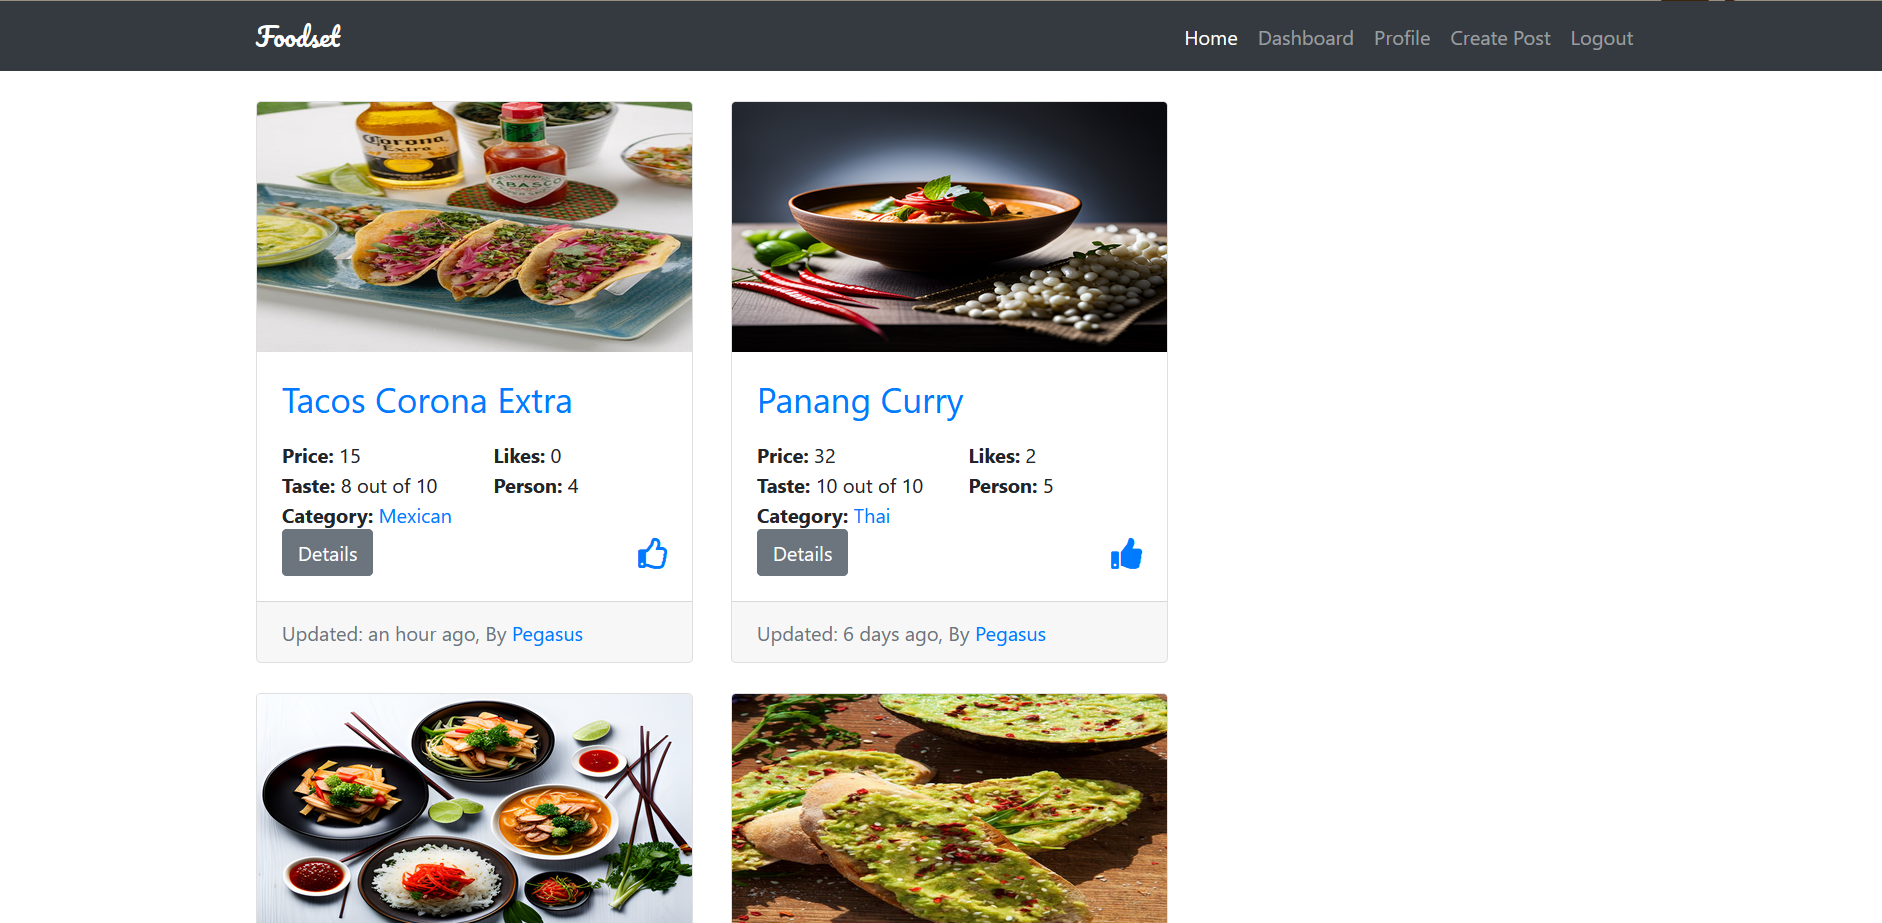 Foodset
Home Dashboard Profile Create Post Logout
Corona
Extra
TABASCO
Tacos Corona Extra
Price: 15 Likes: 0
Taste: 8 out of 10 Person: 4
Category: Mexican
Details
Updated: an hour ago, By Pegasus
Panang Curry
Price: 32 Likes: 2
Taste: 10 out of 10 Person: 5
Category: Thai
Details
Updated: 6 days ago, By Pegasus